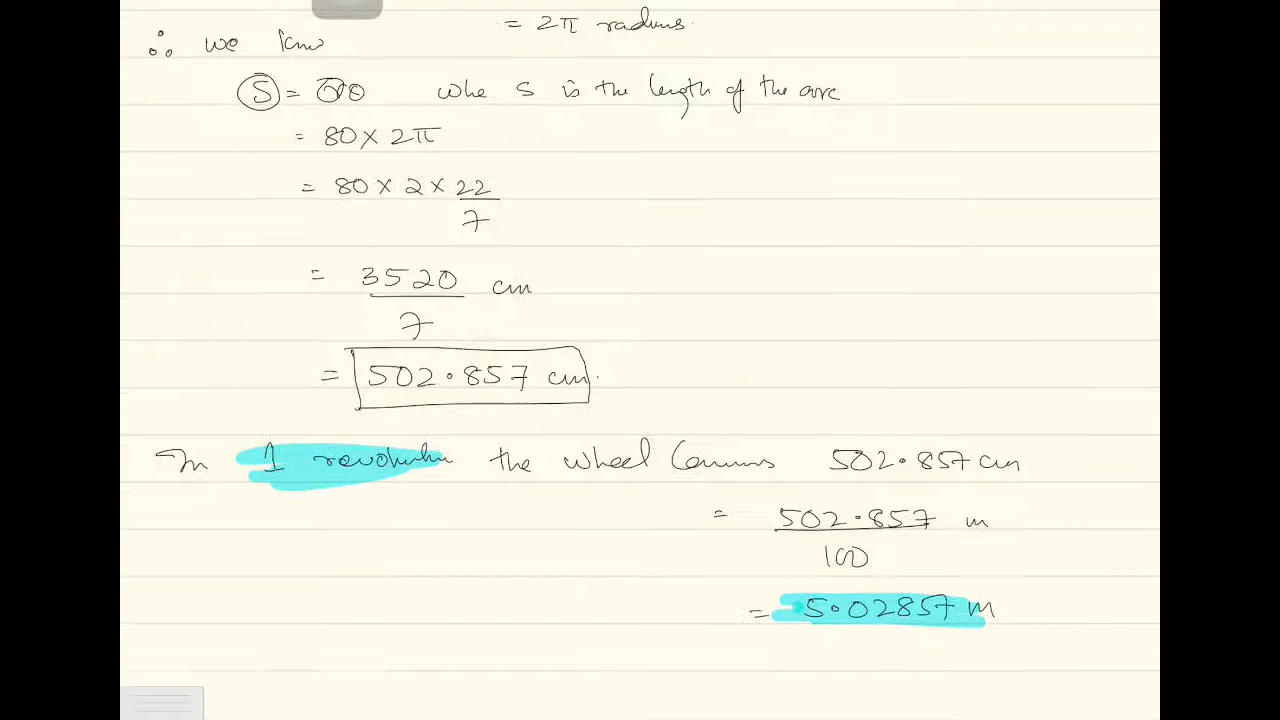 = 2π radians.
∴ we know
S = rθ whe s is the length of the arc
= 80 × 2π
= 80 × 2 × 22/7
= 3520/7 cm
= 502.857 cm.
In 1 revolution the wheel Covers 502.857 cm
= 502.857/100 m
= 5.02857 m